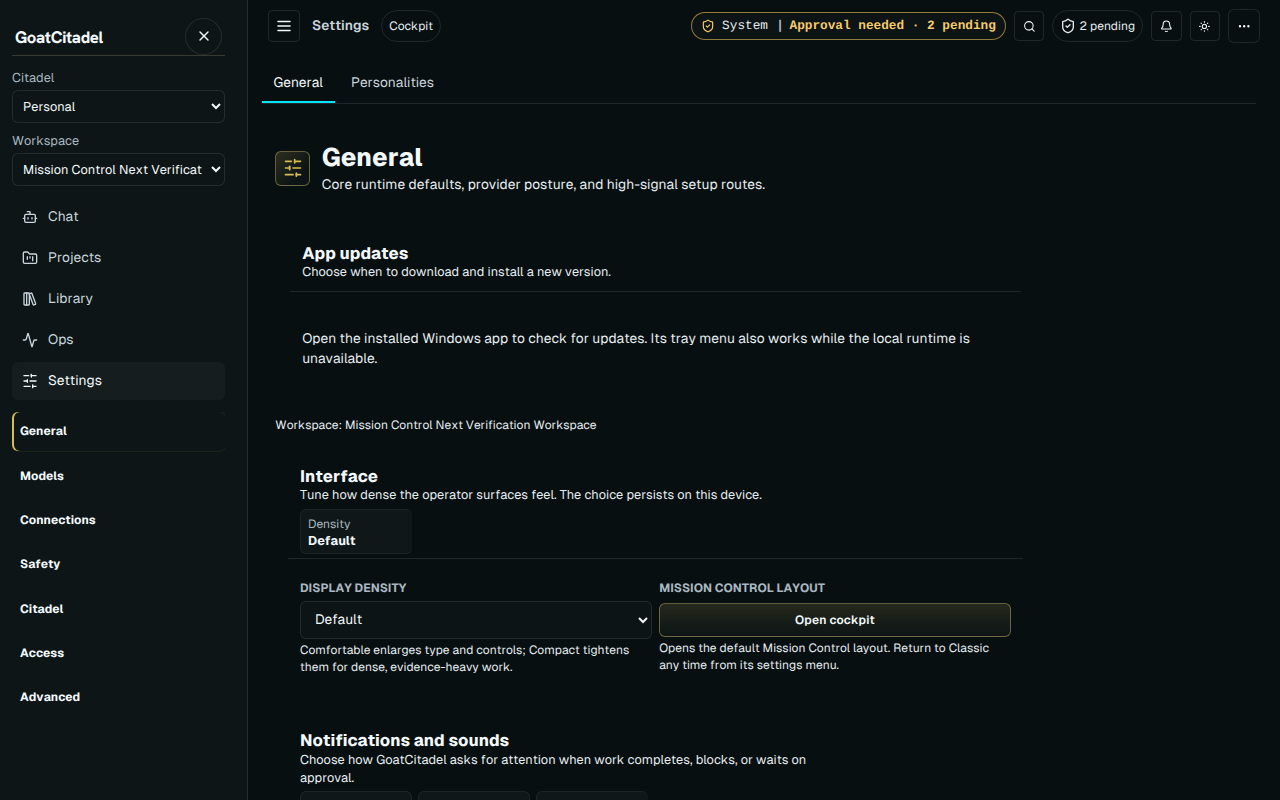 GoatCitadel
Citadel
Personal
Workspace
Mission Control Next Verificat
Chat
Projects
Library
Ops
Settings
General
Models
Connections
Safety
Citadel
Access
Advanced
Settings
Cockpit
System | Approval needed · 2 pending
2 pending
General
Personalities
General
Core runtime defaults, provider posture, and high-signal setup routes.
App updates
Choose when to download and install a new version.
Open the installed Windows app to check for updates. Its tray menu also works while the local runtime is
unavailable.
Workspace: Mission Control Next Verification Workspace
Interface
Tune how dense the operator surfaces feel. The choice persists on this device.
Density
Default
DISPLAY DENSITY
Default
Comfortable enlarges type and controls; Compact tightens
them for dense, evidence-heavy work.
MISSION CONTROL LAYOUT
Open cockpit
Opens the default Mission Control layout. Return to Classic
any time from its settings menu.
Notifications and sounds
Choose how GoatCitadel asks for attention when work completes, blocks, or waits on
approval.